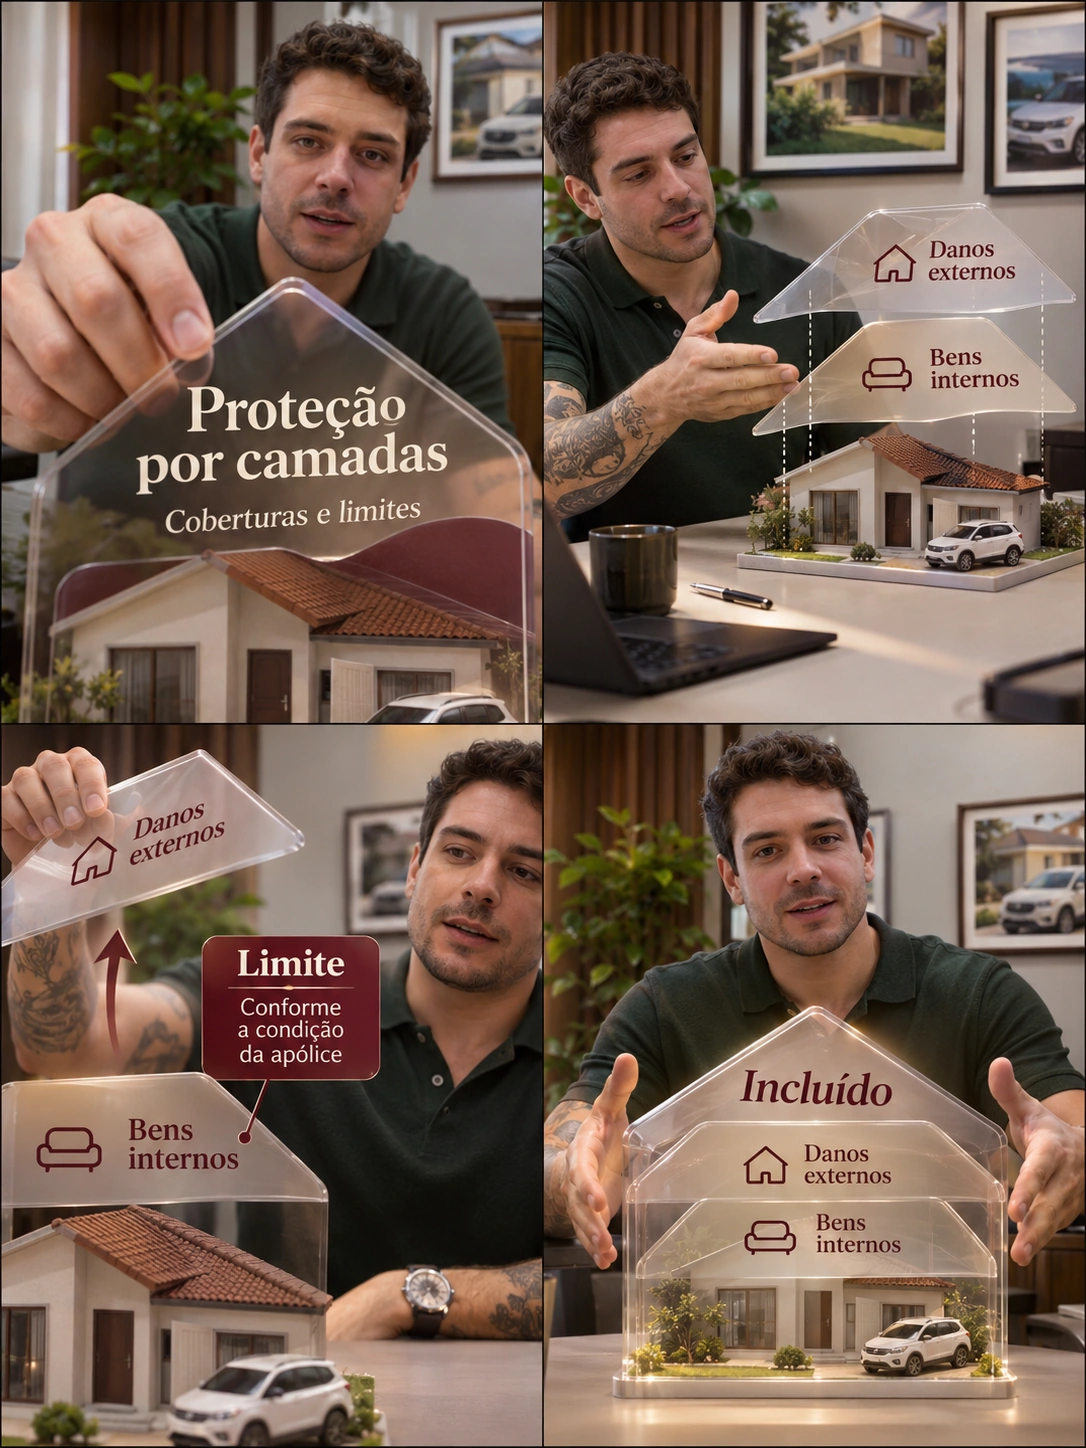 Proteção
por camadas
Coberturas e limites
Danos
externos
Bens
internos
Danos
externos
Limite
Conforme
a condição
da apólice
Bens
internos
Incluído
Danos
externos
Bens
internos